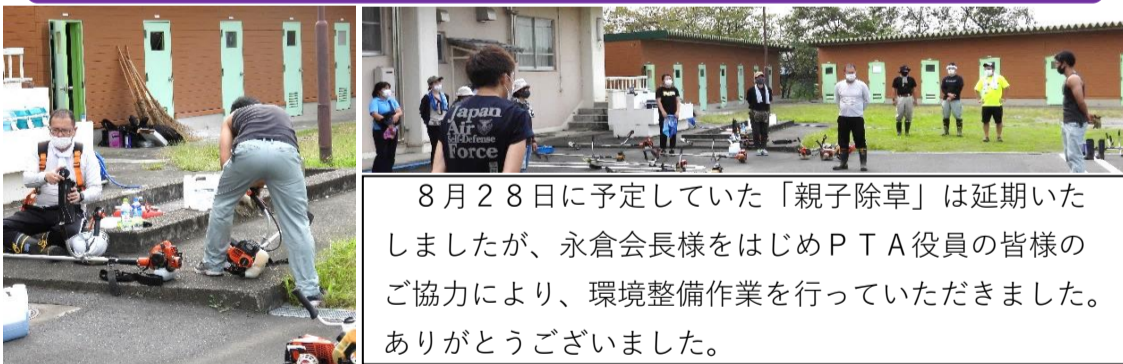 Japan
Air
Self-Defense
Force
　８月２８日に予定していた「親子除草」は延期いた
しましたが、永倉会長様をはじめＰＴＡ役員の皆様の
ご協力により、環境整備作業を行っていただきました。
ありがとうございました。